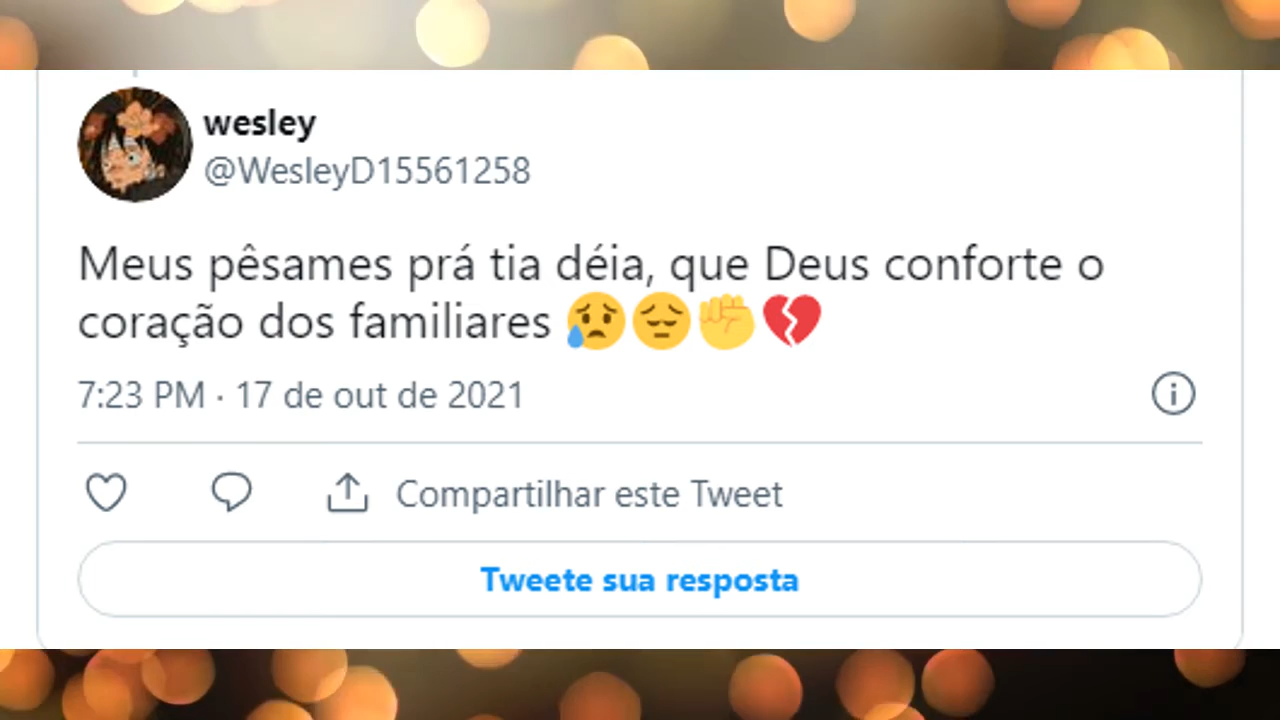 wesley
@WesleyD15561258
Meus pêsames prá tia déia, que Deus conforte o
coração dos familiares 😥😔✊💔
7:23 PM · 17 de out de 2021
Compartilhar este Tweet
Tweete sua resposta